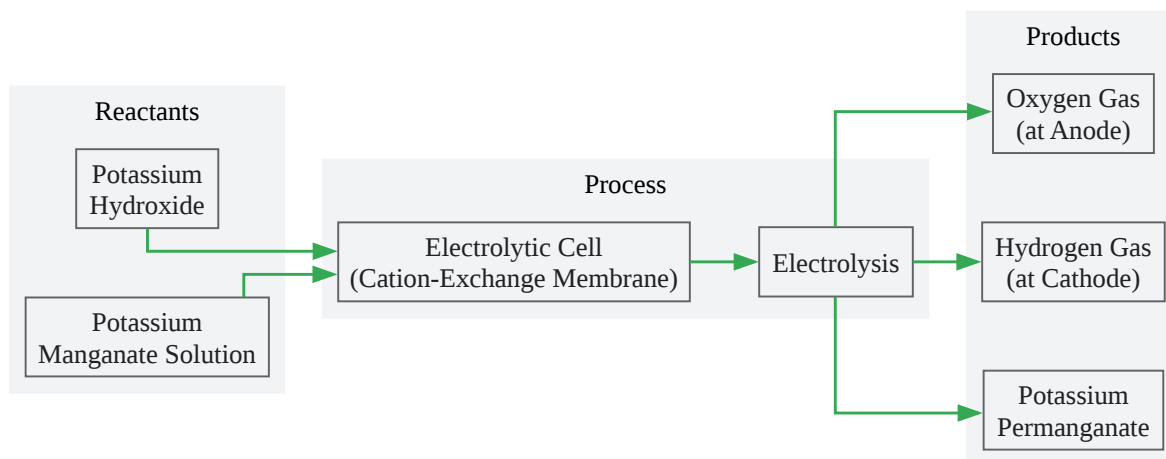 Reactants
Potassium
Hydroxide
Potassium
Manganate Solution
Process
Electrolytic Cell
(Cation-Exchange Membrane)
Electrolysis
Products
Oxygen Gas
(at Anode)
Hydrogen Gas
(at Cathode)
Potassium
Permanganate